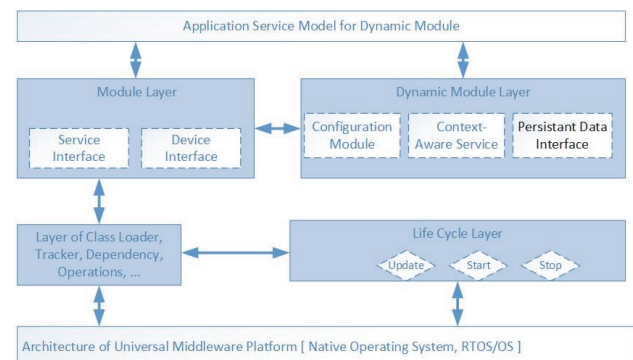 Application Service Model for Dynamic Module
Module Layer
Service
Interface
Device
Interface
Dynamic Module Layer
Configuration
Module
Context-
Aware Service
Persistant Data
Interface
Layer of Class Loader,
Tracker, Dependency,
Operations, ...
Life Cycle Layer
Update
Start
Stop
Architecture of Universal Middleware Platform [ Native Operating System, RTOS/OS ]